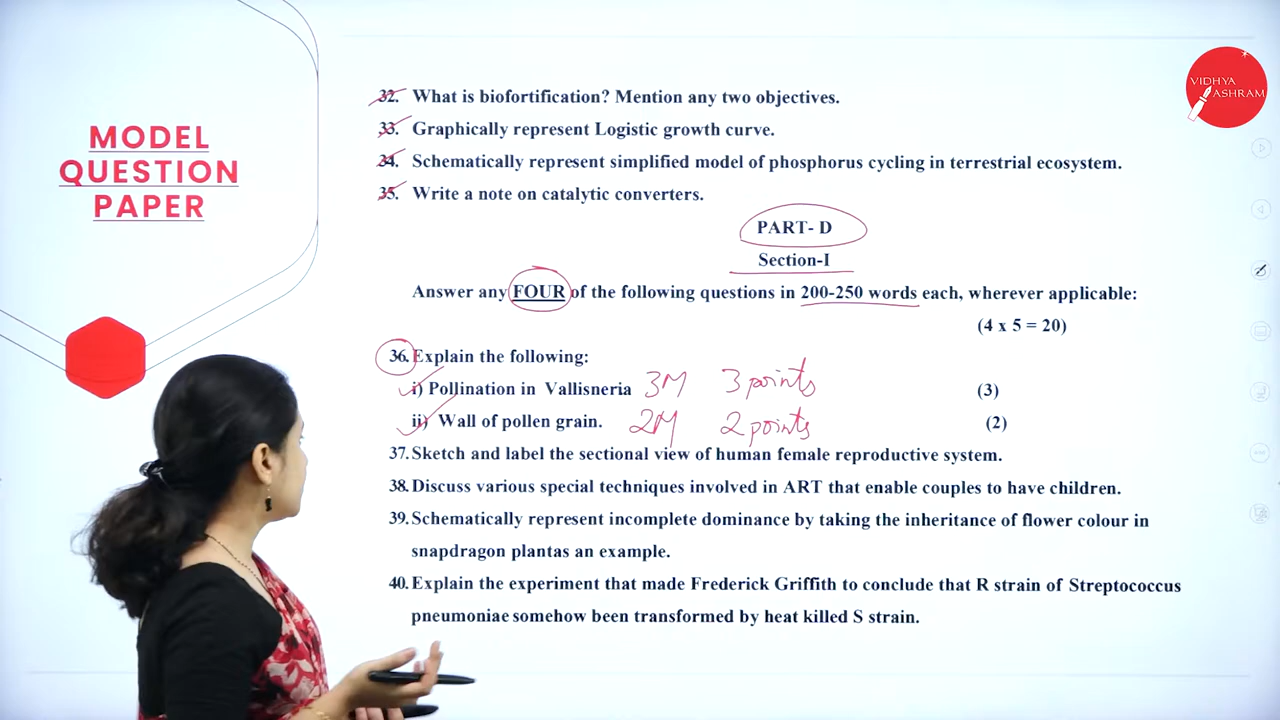 VIDHYA
ASHRAM
MODEL
QUESTION
PAPER
32. What is biofortification? Mention any two objectives.
33. Graphically represent Logistic growth curve.
34. Schematically represent simplified model of phosphorus cycling in terrestrial ecosystem.
35. Write a note on catalytic converters.
PART- D
Section-I
Answer any FOUR of the following questions in 200-250 words each, wherever applicable:
(4 x 5 = 20)
36. Explain the following:
i) Pollination in Vallisneria 3M 3 points (3)
ii) Wall of pollen grain. 2M 2 points (2)
37. Sketch and label the sectional view of human female reproductive system.
38. Discuss various special techniques involved in ART that enable couples to have children.
39. Schematically represent incomplete dominance by taking the inheritance of flower colour in
snapdragon plantas an example.
40. Explain the experiment that made Frederick Griffith to conclude that R strain of Streptococcus
pneumoniae somehow been transformed by heat killed S strain.